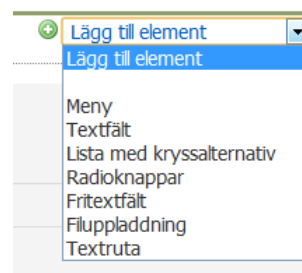 Lägg till element
Lägg till element
Meny
Textfält
Lista med kryssalternativ
Radioknappar
Fritextfält
Filuppladdning
Textruta